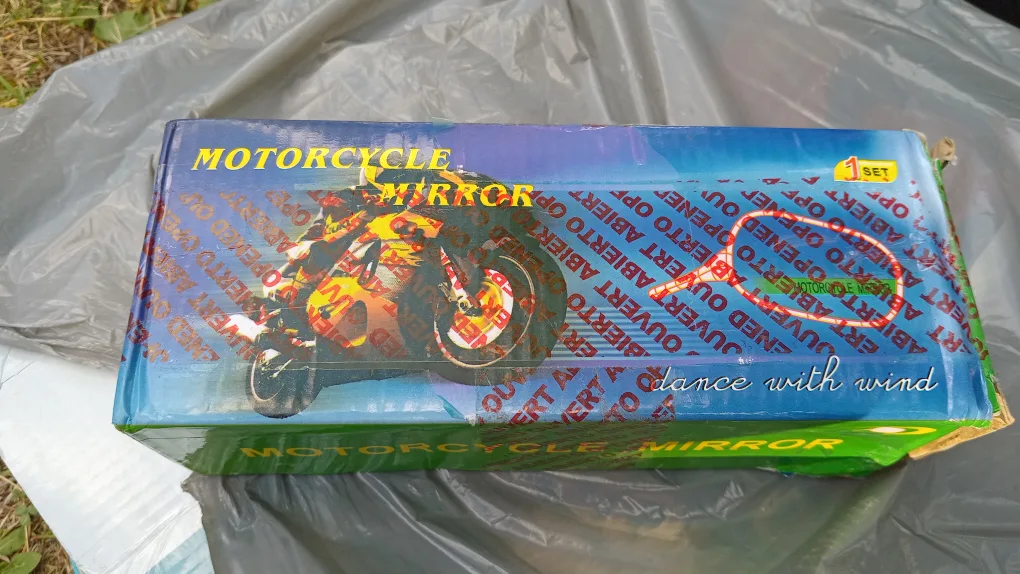 MOTORCYCLE
MIRROR
1 SET
OPENED OUVERT ABIERTO
MOTORCYCLE MIRROR
dance with wind
MOTORCYCLE MIRROR